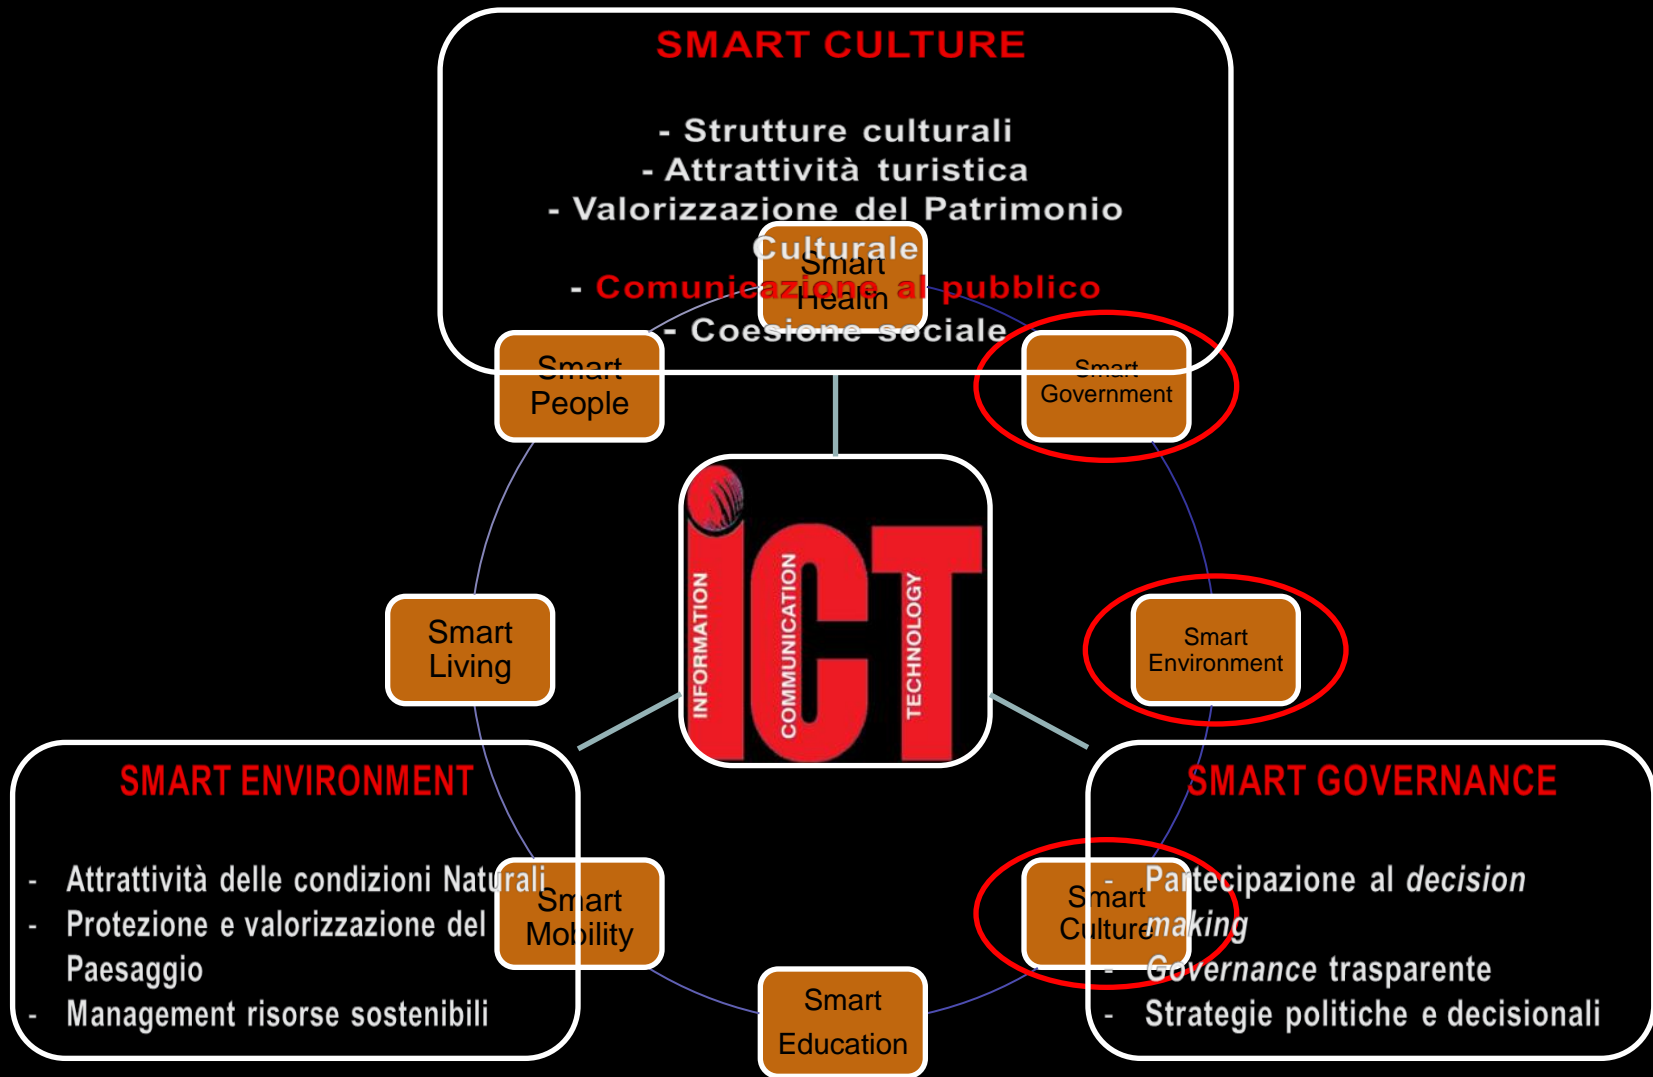 SMART CULTURE
- Strutture culturali
- Attrattività turistica
- Valorizzazione del Patrimonio
Culturale
- Comunicazione al pubblico
- Coesione sociale
Smart
Health
Smart
People
Smart
Government
INFORMATION
COMMUNICATION
TECHNOLOGY
iCT
Smart
Living
Smart
Environment
SMART ENVIRONMENT
- Attrattività delle condizioni Naturali
- Protezione e valorizzazione del
Paesaggio
- Management risorse sostenibili
Smart
Mobility
Smart
Education
Smart
Culture
SMART GOVERNANCE
- Partecipazione al decision
making
- Governance trasparente
- Strategie politiche e decisionali